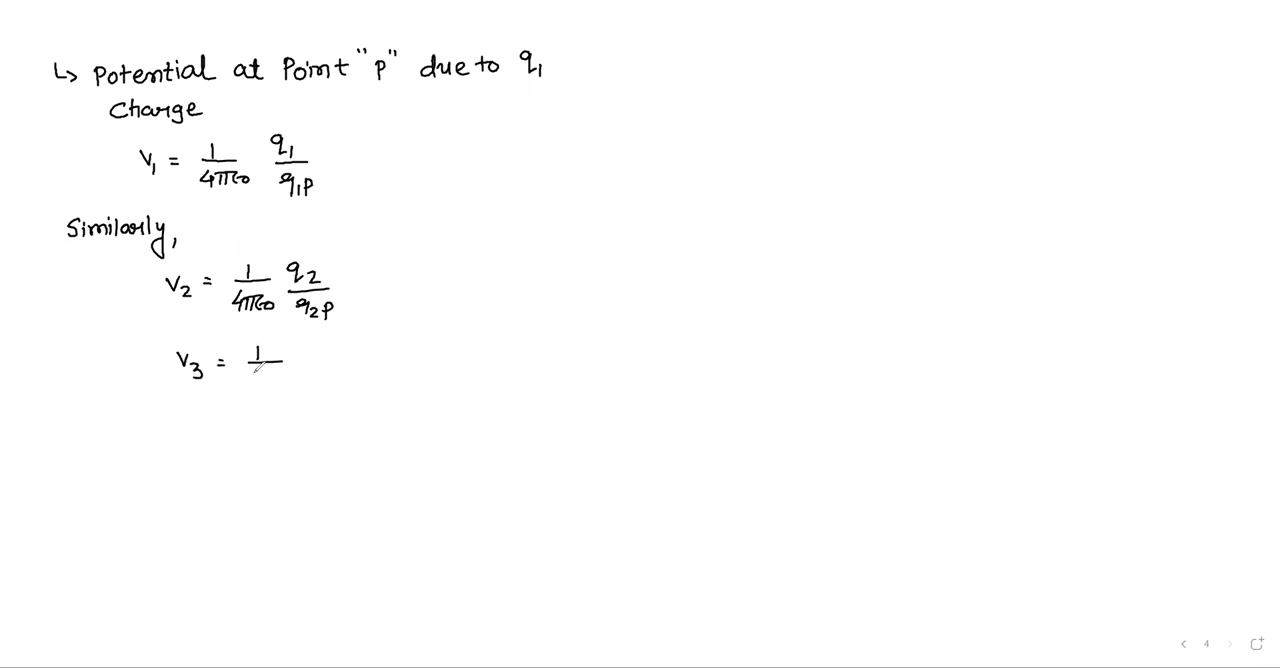 ↳ Potential at Point "P" due to q₁
Charge
V₁ = 1/4πϵ₀ q₁/r₁P
Similarly,
V₂ = 1/4πϵ₀ q₂/r₂P
V₃ = 1/
4